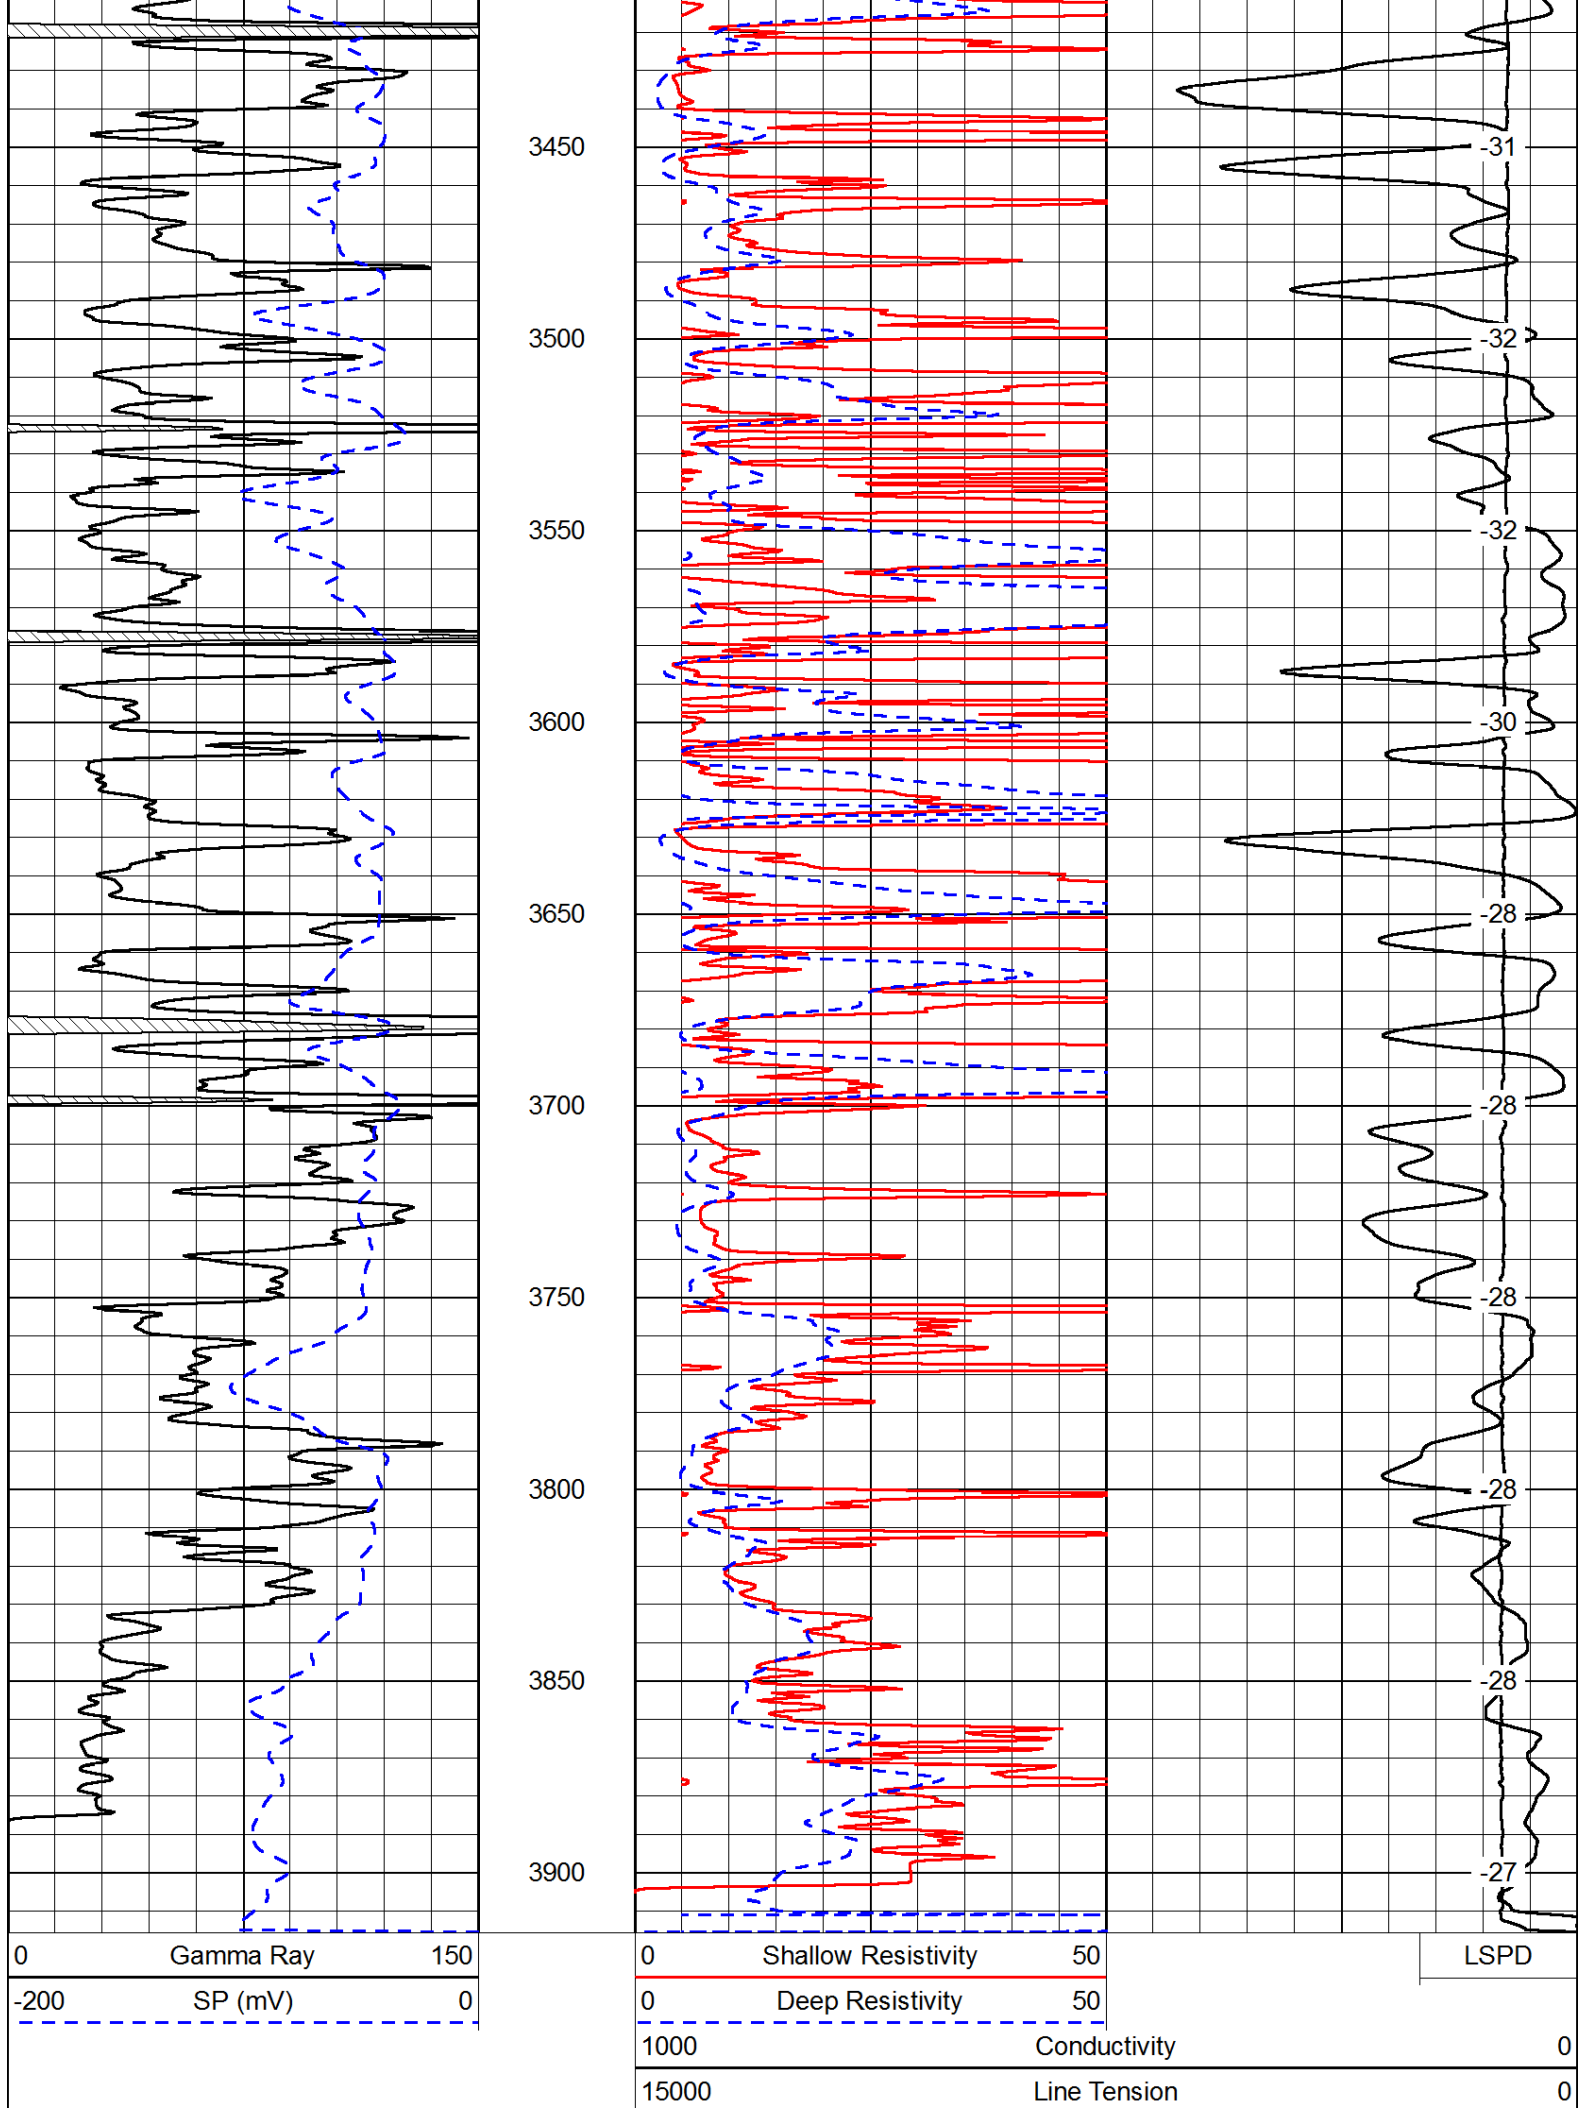 3450
-31
3500
-32
3550
-32
3600
-30
3650
-28
3700
-28
3750
-28
3800
-28
3850
-28
3900
-27
0 Gamma Ray 150
0 Shallow Resistivity 50
LSPD
-200 SP (mV) 0
0 Deep Resistivity 50
1000 Conductivity 0
15000 Line Tension 0